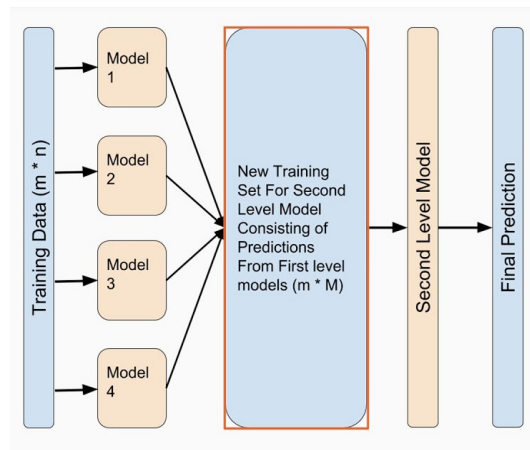 Training Data (m * n)
Model
1
Model
2
Model
3
Model
4
New Training
Set For Second
Level Model
Consisting of
Predictions
From First level
models (m * M)
Second Level Model
Final Prediction